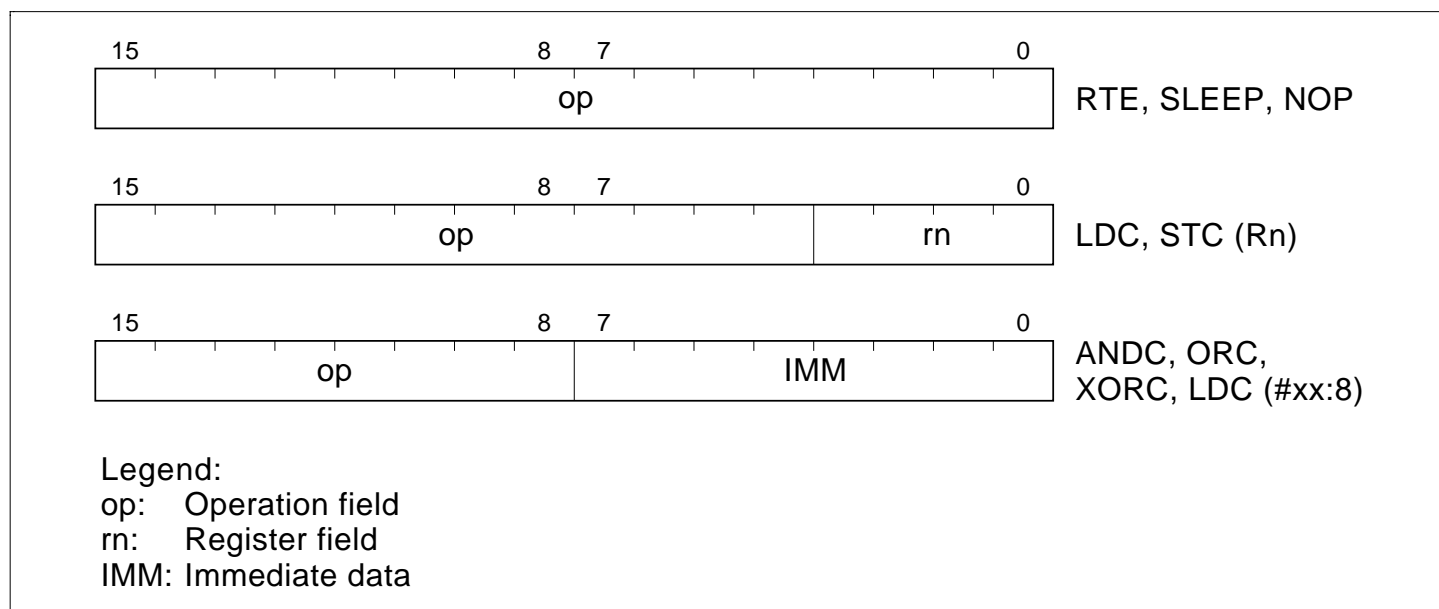 15 8 7 0
op RTE, SLEEP, NOP
15 8 7 0
op rn LDC, STC (Rn)
15 8 7 0
op IMM ANDC, ORC,
XORC, LDC (#xx:8)
Legend:
op: Operation field
rn: Register field
IMM: Immediate data